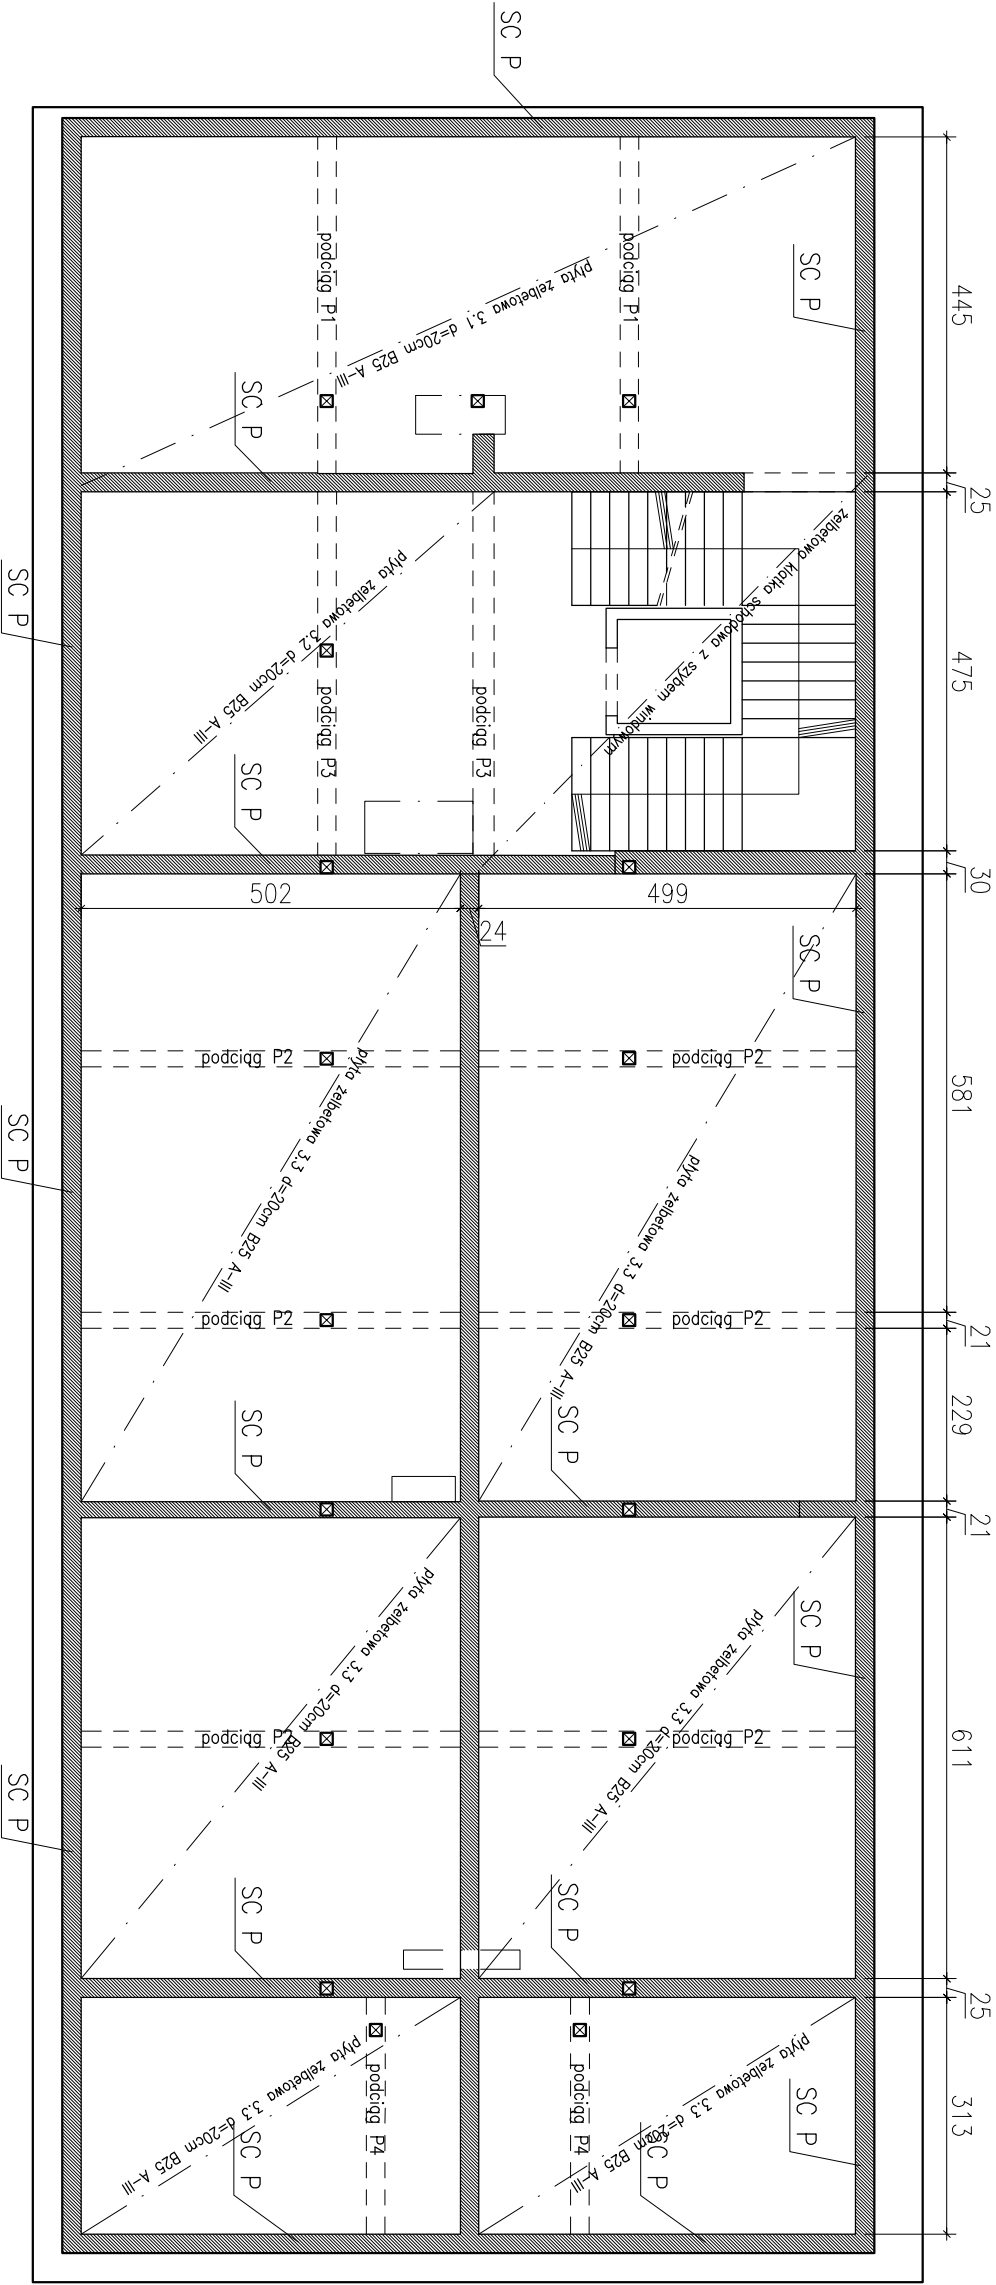 SC P
SC P
445
podciąg P1
podciąg P1
płyta żelbetowa 3.1 d=20cm B25 A-III
SC P
25
żelbetowa klatka schodowa z szybem windowym
płyta żelbetowa 3.2 d=20cm B25 A-III
SC P
475
podciąg P3
podciąg P3
SC P
30
502
499
24
SC P
podciąg P2
podciąg P2
581
płyta żelbetowa 3.3 d=20cm B25 A-III
płyta żelbetowa 3.3 d=20cm B25 A-III
SC P
podciąg P2
podciąg P2
21
229
SC P
SC P
21
płyta żelbetowa 3.3 d=20cm B25 A-III
płyta żelbetowa 3.3 d=20cm B25 A-III
SC P
podciąg P2
podciąg P2
611
SC P
SC P
SC P
25
płyta żelbetowa 3.3 d=20cm B25 A-III
płyta żelbetowa 3.3 d=20cm B25 A-III
podciąg P4
podciąg P4
SC P
313
SC P
SC P